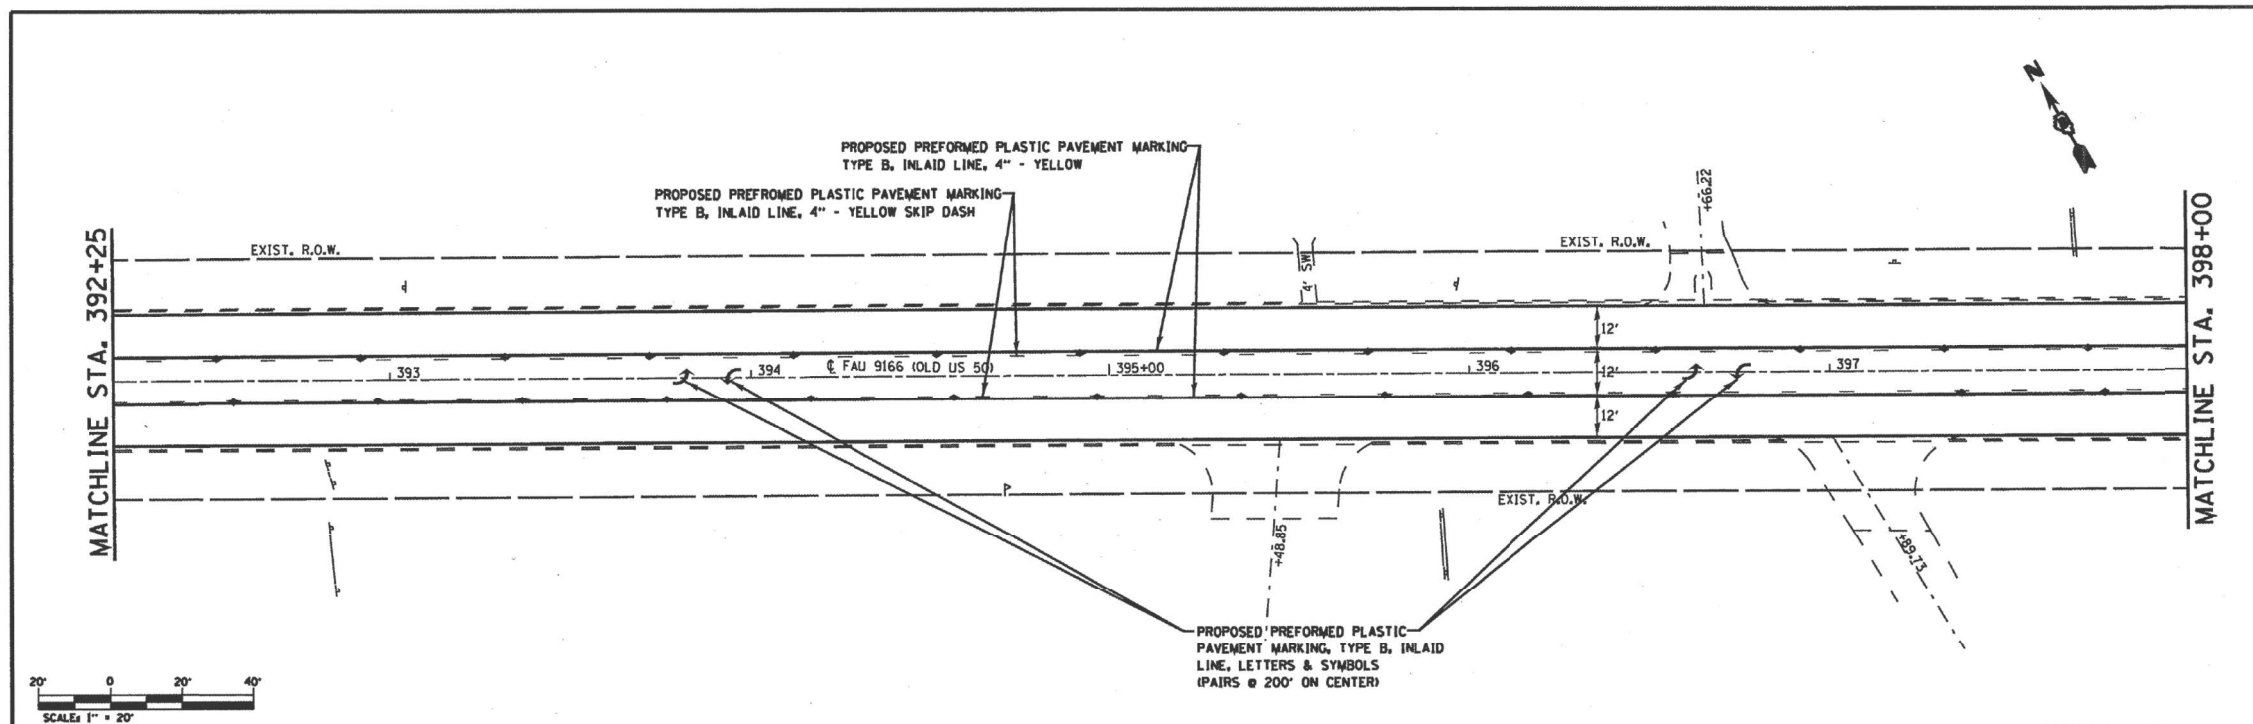 N
PROPOSED PREFORMED PLASTIC PAVEMENT MARKING
TYPE B, INLAID LINE, 4" - YELLOW
PROPOSED PREFROMED PLASTIC PAVEMENT MARKING
TYPE B, INLAID LINE, 4" - YELLOW SKIP DASH
+66.22
EXIST. R.O.W.
EXIST. R.O.W.
4' SW
MATCHLINE STA. 392+25
MATCHLINE STA. 398+00
12'
393
394
℄ FAU 9166 (OLD US 50)
395+00
396
12'
397
12'
EXIST. R.O.W.
+48.85
+89.73
PROPOSED PREFORMED PLASTIC
PAVEMENT MARKING, TYPE B, INLAID
LINE, LETTERS & SYMBOLS
(PAIRS @ 200' ON CENTER)
20' 0 20' 40'
SCALE: 1" = 20'